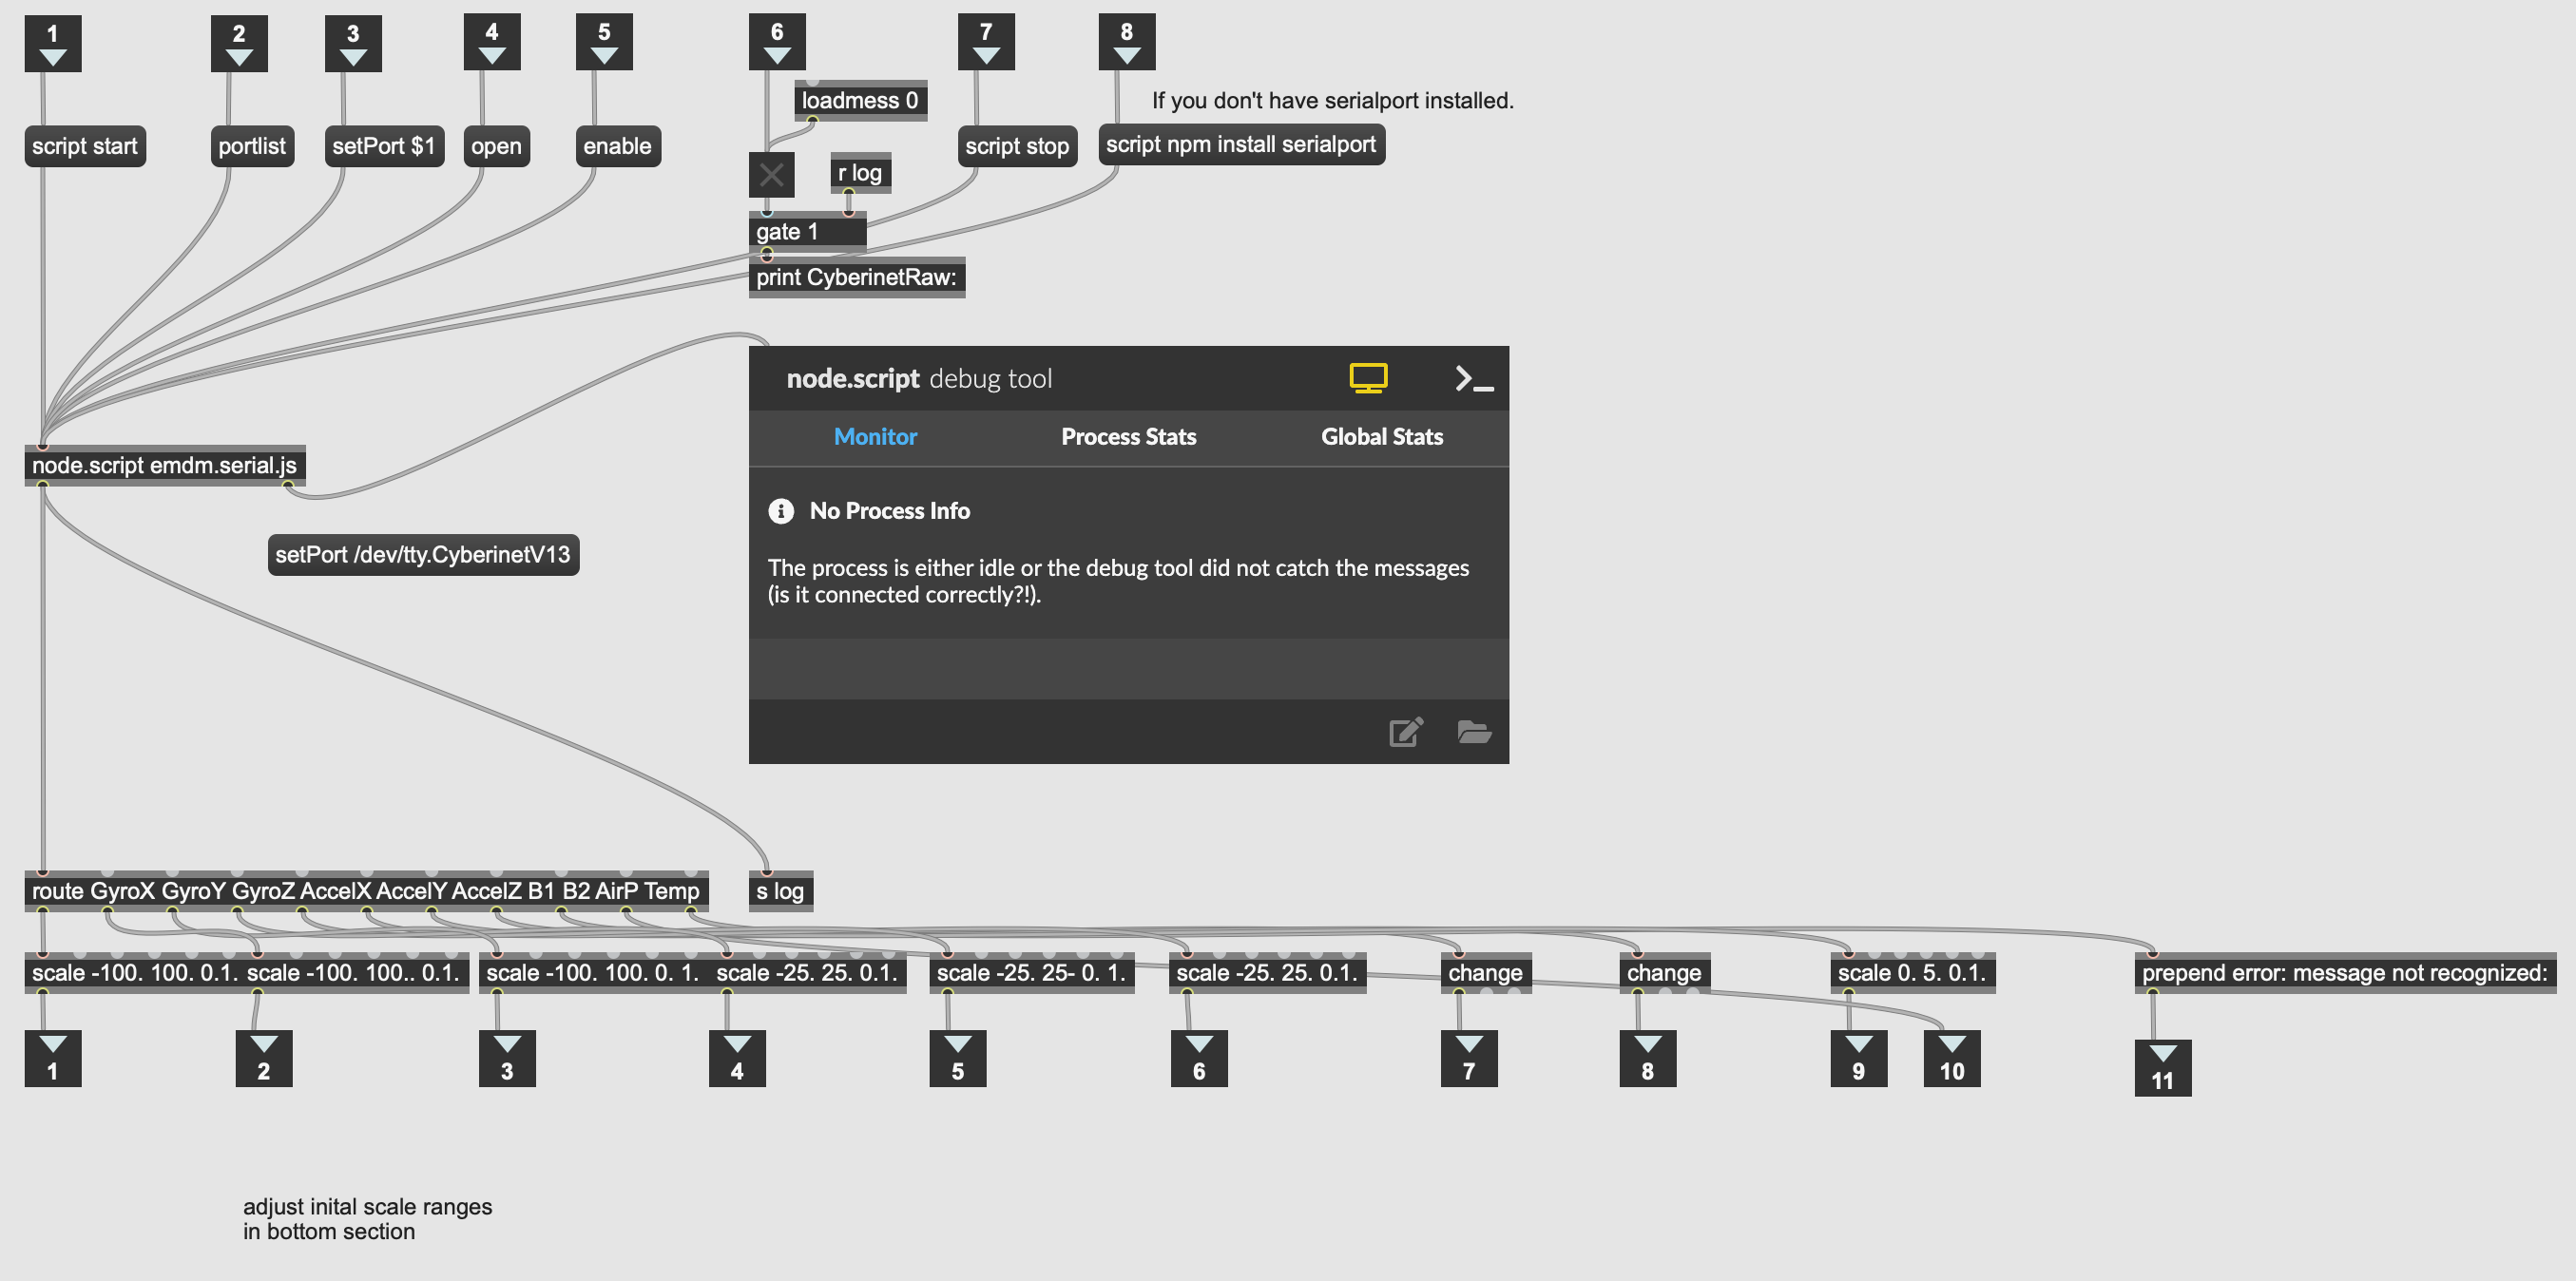 1
2
3
4
5
6
7
8
loadmess 0
If you don't have serialport installed.
script start
portlist
setPort $1
open
enable
r log
script stop
script npm install serialport
gate 1
print CyberinetRaw:
node.script debug tool
Monitor
Process Stats
Global Stats
node.script emdm.serial.js
No Process Info
setPort /dev/tty.CyberinetV13
The process is either idle or the debug tool did not catch the messages
(is it connected correctly?!).
route GyroX GyroY GyroZ AccelX AccelY AccelZ B1 B2 AirP Temp
s log
scale -100. 100. 0.1.
scale -100. 100.. 0.1.
scale -100. 100. 0. 1.
scale -25. 25. 0.1.
scale -25. 25- 0. 1.
scale -25. 25. 0.1.
change
change
scale 0. 5. 0.1.
prepend error: message not recognized:
1
2
3
4
5
6
7
8
9
10
11
adjust inital scale ranges
in bottom section